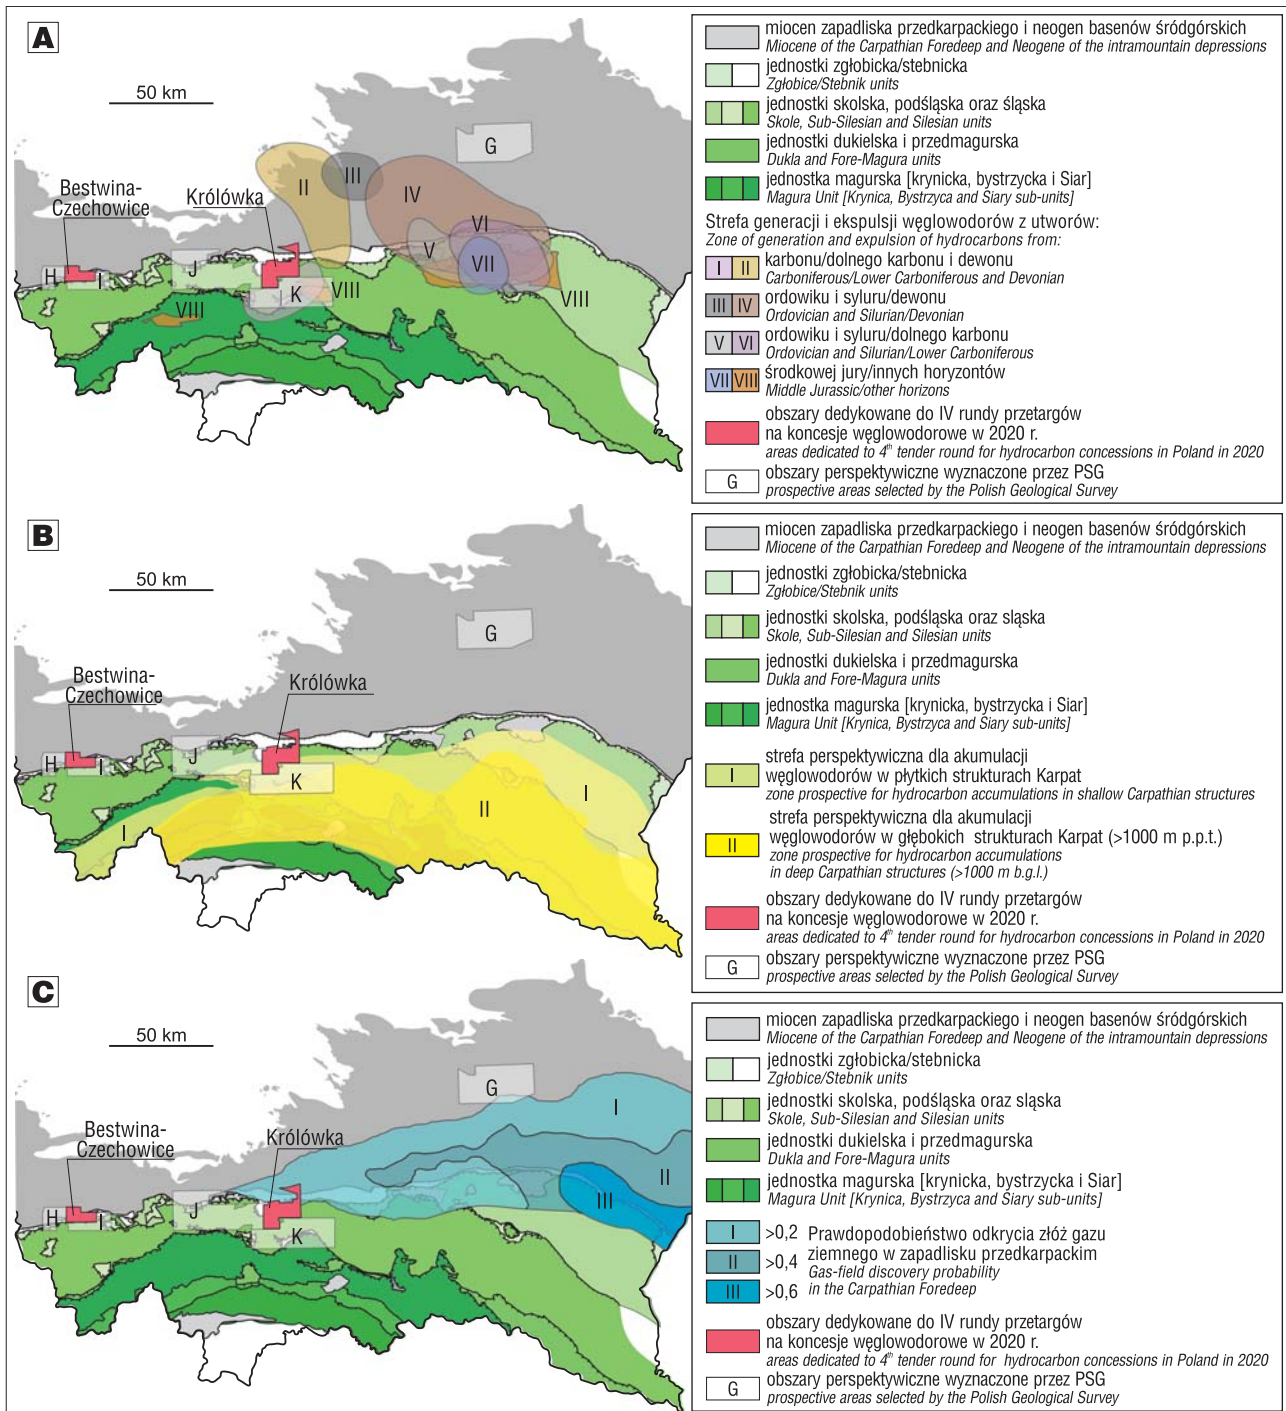 A
50 km
G
II
III
IV
Bestwina-
Czechowice
Królówka
VI
V
VII
H
I
J
K
VIII
VIII
VIII
miocen zapadliska przedkarpackiego i neogen basenów śródgórskich
Miocene of the Carpathian Foredeep and Neogene of the intramountain depressions
jednostki zgłobicka/stebnicka
Zgłobice/Stebnik units
jednostki skolska, podśląska oraz śląska
Skole, Sub-Silesian and Silesian units
jednostki dukielska i przedmagurska
Dukla and Fore-Magura units
jednostka magurska [krynicka, bystrzycka i Siar]
Magura Unit [Krynica, Bystrzyca and Siary sub-units]
Strefa generacji i ekspulsji węglowodorów z utworów:
Zone of generation and expulsion of hydrocarbons from:
I II karbonu/dolnego karbonu i dewonu
Carboniferous/Lower Carboniferous and Devonian
III IV ordowiku i syluru/dewonu
Ordovician and Silurian/Devonian
V VI ordowiku i syluru/dolnego karbonu
Ordovician and Silurian/Lower Carboniferous
VII VIII środkowej jury/innych horyzontów
Middle Jurassic/other horizons
obszary dedykowane do IV rundy przetargów
na koncesje węglowodorowe w 2020 r.
areas dedicated to 4th tender round for hydrocarbon concessions in Poland in 2020
G obszary perspektywiczne wyznaczone przez PSG
prospective areas selected by the Polish Geological Survey
B
50 km
G
Bestwina-
Czechowice
Królówka
H
I
J
K
II
I
I
miocen zapadliska przedkarpackiego i neogen basenów śródgórskich
Miocene of the Carpathian Foredeep and Neogene of the intramountain depressions
jednostki zgłobicka/stebnicka
Zgłobice/Stebnik units
jednostki skolska, podśląska oraz sląska
Skole, Sub-Silesian and Silesian units
jednostki dukielska i przedmagurska
Dukla and Fore-Magura units
jednostka magurska [krynicka, bystrzycka i Siar]
Magura Unit [Krynica, Bystrzyca and Siary sub-units]
strefa perspektywiczna dla akumulacji
I węglowodorów w płytkich strukturach Karpat
zone prospective for hydrocarbon accumulations in shallow Carpathian structures
strefa perspektywiczna dla akumulacji
II węglowodorów w głębokich strukturach Karpat (>1000 m p.p.t.)
zone prospective for hydrocarbon accumulations
in deep Carpathian structures (>1000 m b.g.l.)
obszary dedykowane do IV rundy przetargów
na koncesje węglowodorowe w 2020 r.
areas dedicated to 4th tender round for hydrocarbon concessions in Poland in 2020
G obszary perspektywiczne wyznaczone przez PSG
prospective areas selected by the Polish Geological Survey
C
50 km
G
I
Bestwina-
Czechowice
Królówka
II
III
H
I
J
K
miocen zapadliska przedkarpackiego i neogen basenów śródgórskich
Miocene of the Carpathian Foredeep and Neogene of the intramountain depressions
jednostki zgłobicka/stebnicka
Zgłobice/Stebnik units
jednostki skolska, podśląska oraz sląska
Skole, Sub-Silesian and Silesian units
jednostki dukielska i przedmagurska
Dukla and Fore-Magura units
jednostka magurska [krynicka, bystrzycka i Siar]
Magura Unit [Krynica, Bystrzyca and Siary sub-units]
I >0,2 Prawdopodobieństwo odkrycia złóż gazu
II >0,4 ziemnego w zapadlisku przedkarpackim
Gas-field discovery probability
III >0,6 in the Carpathian Foredeep
obszary dedykowane do IV rundy przetargów
na koncesje węglowodorowe w 2020 r.
areas dedicated to 4th tender round for hydrocarbon concessions in Poland in 2020
G obszary perspektywiczne wyznaczone przez PSG
prospective areas selected by the Polish Geological Survey